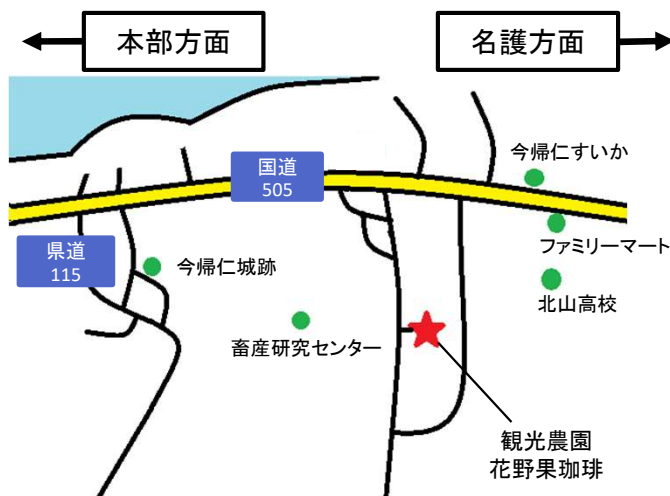 本部方面
名護方面
今帰仁すいか
国道
505
ファミリーマート
県道
115
今帰仁城跡
北山高校
畜産研究センター
観光農園
花野果珈琲